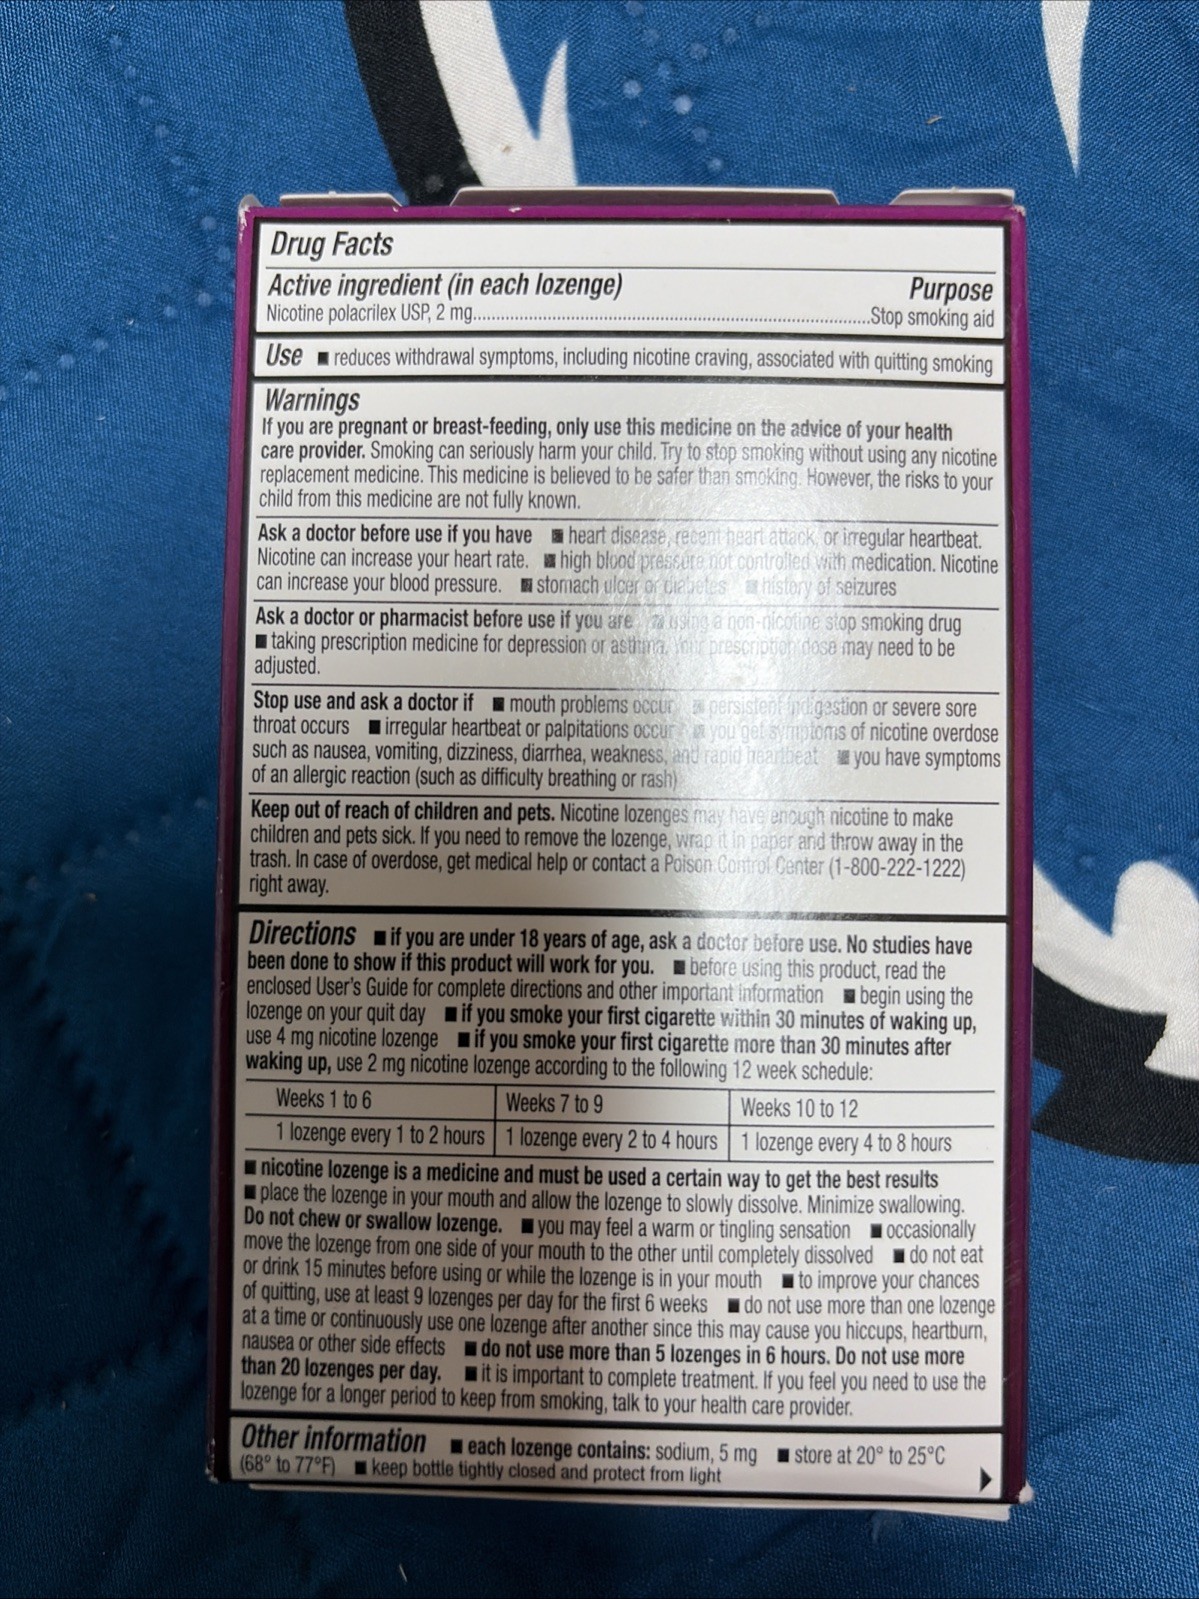 Drug Facts
Active ingredient (in each lozenge) Purpose
Nicotine polacrilex USP, 2 mg..........................................................................................Stop smoking aid
Use ■ reduces withdrawal symptoms, including nicotine craving, associated with quitting smoking
Warnings
If you are pregnant or breast-feeding, only use this medicine on the advice of your health
care provider. Smoking can seriously harm your child. Try to stop smoking without using any nicotine
replacement medicine. This medicine is believed to be safer than smoking. However, the risks to your
child from this medicine are not fully known.
Ask a doctor before use if you have ■ heart disease, recent heart attack, or irregular heartbeat.
Nicotine can increase your heart rate. ■ high blood pressure not controlled with medication. Nicotine
can increase your blood pressure. ■ stomach ulcer or diabetes ■ history of seizures
Ask a doctor or pharmacist before use if you are ■ using a non-nicotine stop smoking drug
■ taking prescription medicine for depression or asthma. Your prescription dose may need to be
adjusted.
Stop use and ask a doctor if ■ mouth problems occur ■ persistent indigestion or severe sore
throat occurs ■ irregular heartbeat or palpitations occur ■ you get symptoms of nicotine overdose
such as nausea, vomiting, dizziness, diarrhea, weakness, and rapid heartbeat ■ you have symptoms
of an allergic reaction (such as difficulty breathing or rash)
Keep out of reach of children and pets. Nicotine lozenges may have enough nicotine to make
children and pets sick. If you need to remove the lozenge, wrap it in paper and throw away in the
trash. In case of overdose, get medical help or contact a Poison Control Center (1-800-222-1222)
right away.
Directions ■ if you are under 18 years of age, ask a doctor before use. No studies have
been done to show if this product will work for you. ■ before using this product, read the
enclosed User's Guide for complete directions and other important information ■ begin using the
lozenge on your quit day ■ if you smoke your first cigarette within 30 minutes of waking up,
use 4 mg nicotine lozenge ■ if you smoke your first cigarette more than 30 minutes after
waking up, use 2 mg nicotine lozenge according to the following 12 week schedule:
Weeks 1 to 6 Weeks 7 to 9 Weeks 10 to 12
1 lozenge every 1 to 2 hours 1 lozenge every 2 to 4 hours 1 lozenge every 4 to 8 hours
■ nicotine lozenge is a medicine and must be used a certain way to get the best results
■ place the lozenge in your mouth and allow the lozenge to slowly dissolve. Minimize swallowing.
Do not chew or swallow lozenge. ■ you may feel a warm or tingling sensation ■ occasionally
move the lozenge from one side of your mouth to the other until completely dissolved ■ do not eat
or drink 15 minutes before using or while the lozenge is in your mouth ■ to improve your chances
of quitting, use at least 9 lozenges per day for the first 6 weeks ■ do not use more than one lozenge
at a time or continuously use one lozenge after another since this may cause you hiccups, heartburn,
nausea or other side effects ■ do not use more than 5 lozenges in 6 hours. Do not use more
than 20 lozenges per day. ■ it is important to complete treatment. If you feel you need to use the
lozenge for a longer period to keep from smoking, talk to your health care provider.
Other information ■ each lozenge contains: sodium, 5 mg ■ store at 20° to 25°C
(68° to 77°F) ■ keep bottle tightly closed and protect from light